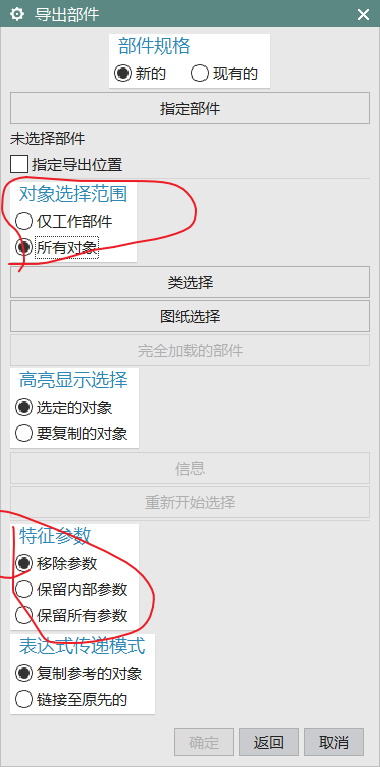 导出部件
部件规格
新的 现有的
指定部件
未选择部件
指定导出位置
对象选择范围
仅工作部件
所有对象
类选择
图纸选择
完全加载的部件
高亮显示选择
选定的对象
要复制的对象
信息
重新开始选择
特征参数
移除参数
保留内部参数
保留所有参数
表达式传递模式
复制参考的对象
链接至原先的
确定 返回 取消